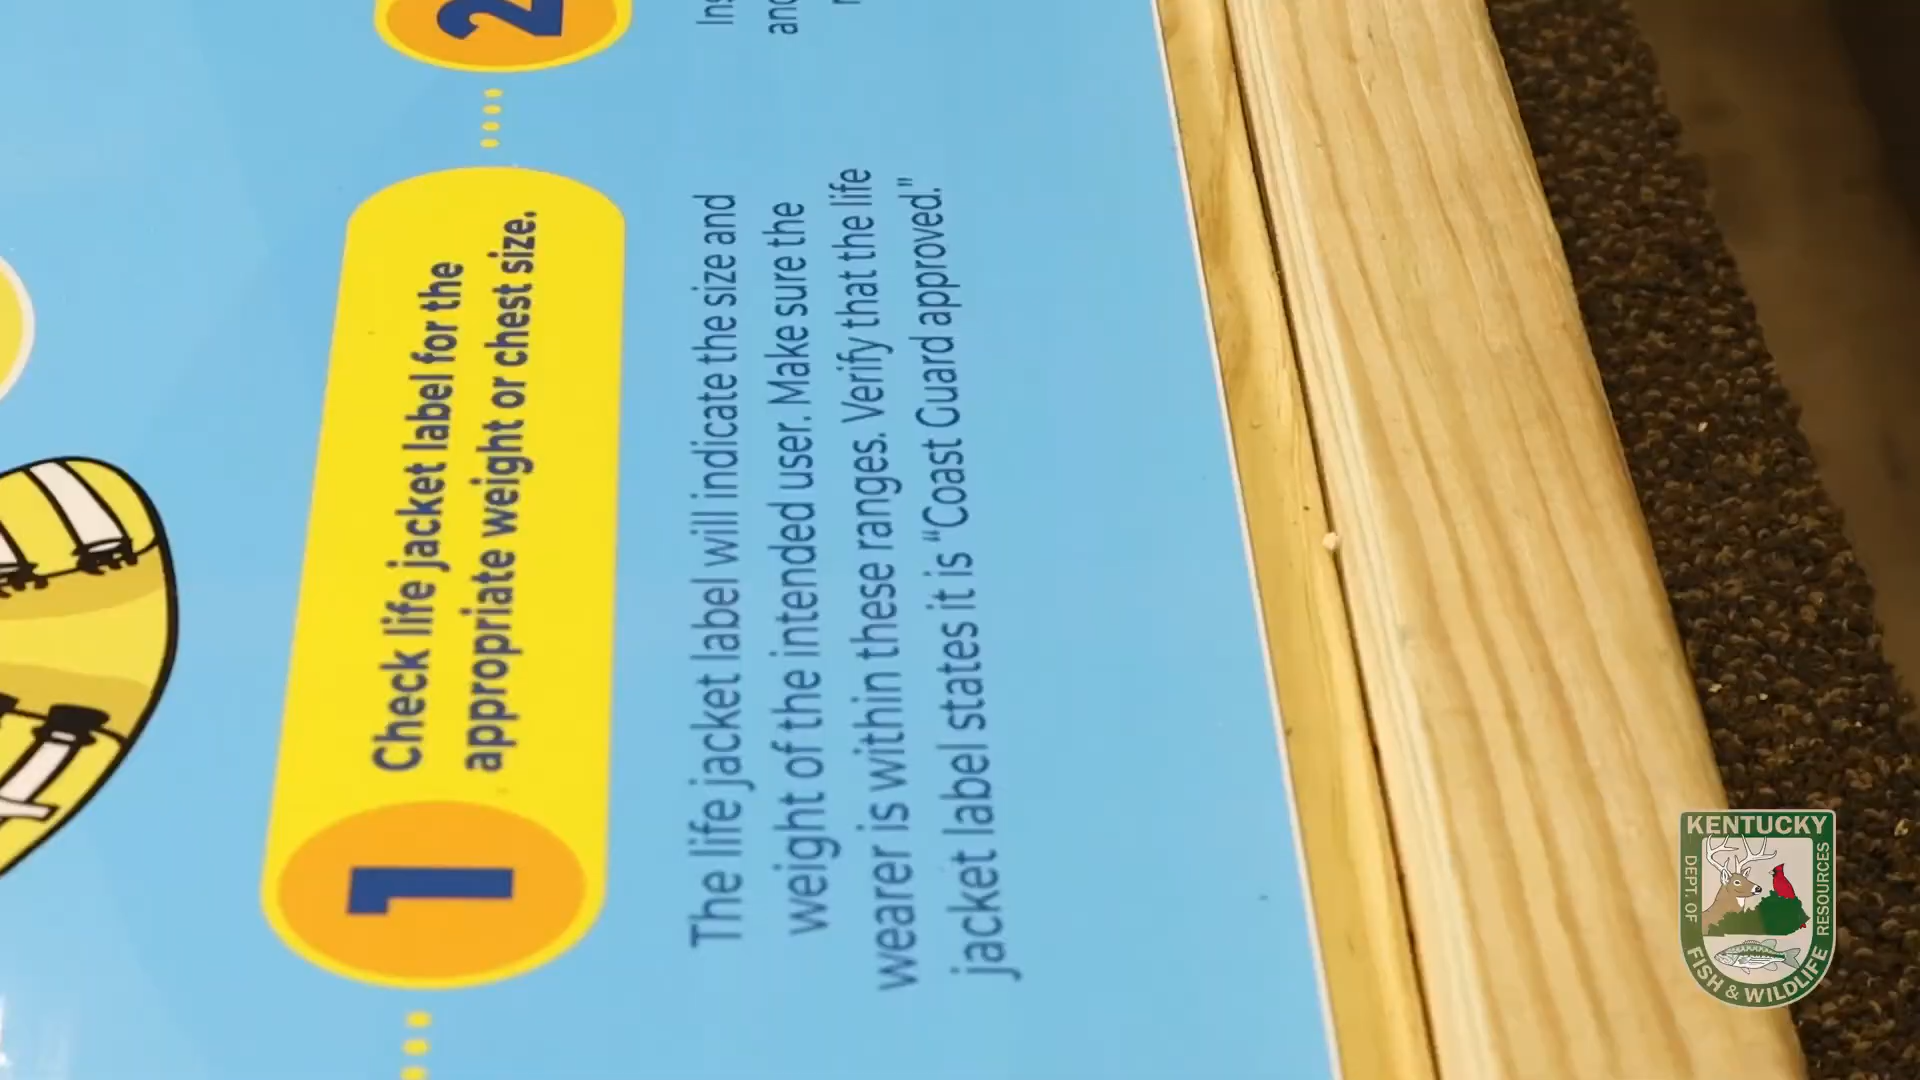 1
Check life jacket label for the
appropriate weight or chest size.
The life jacket label will indicate the size and
weight of the intended user. Make sure the
wearer is within these ranges. Verify that the life
jacket label states it is “Coast Guard approved.”
2
KENTUCKY
DEPT. OF
FISH & WILDLIFE
RESOURCES